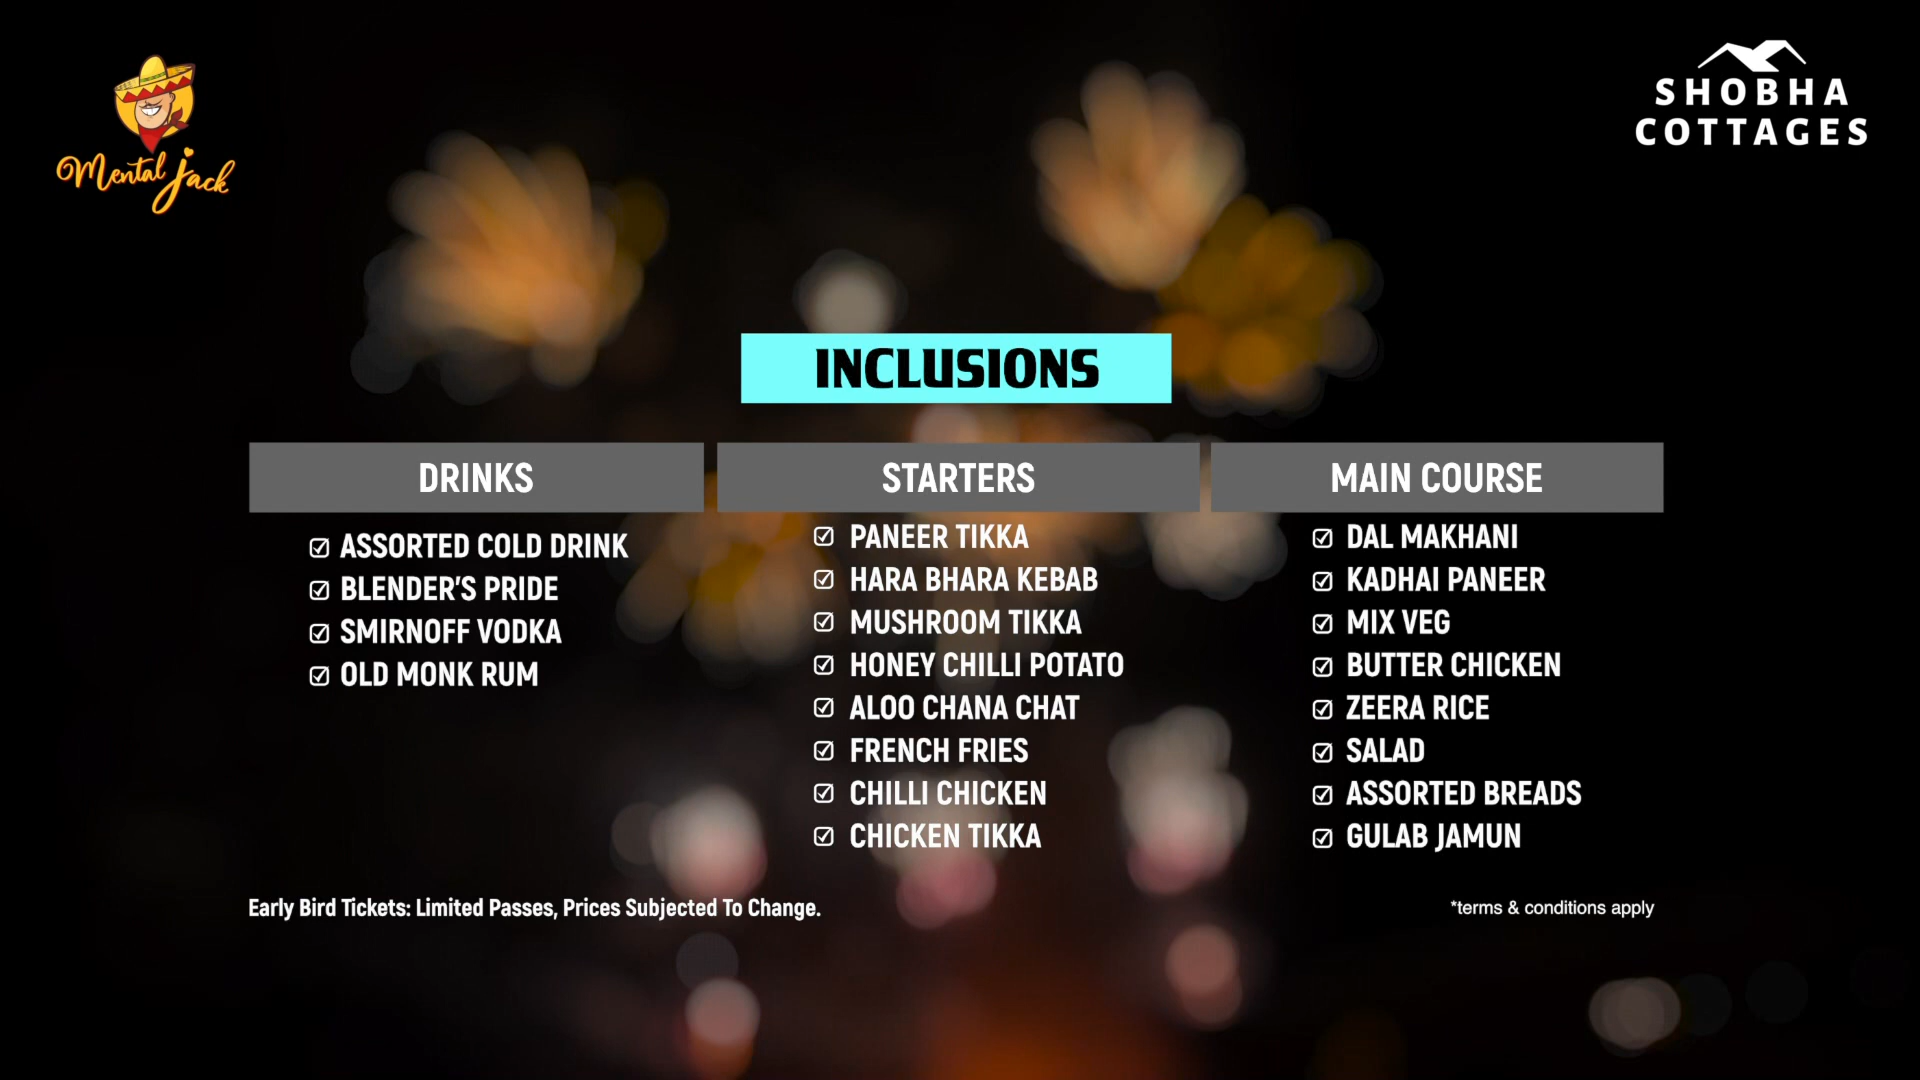 Mental Jack
SHOBHA
COTTAGES
INCLUSIONS
DRINKS
ASSORTED COLD DRINK
BLENDER'S PRIDE
SMIRNOFF VODKA
OLD MONK RUM
STARTERS
PANEER TIKKA
HARA BHARA KEBAB
MUSHROOM TIKKA
HONEY CHILLI POTATO
ALOO CHANA CHAT
FRENCH FRIES
CHILLI CHICKEN
CHICKEN TIKKA
MAIN COURSE
DAL MAKHANI
KADHAI PANEER
MIX VEG
BUTTER CHICKEN
ZEERA RICE
SALAD
ASSORTED BREADS
GULAB JAMUN
Early Bird Tickets: Limited Passes, Prices Subjected To Change.
*terms & conditions apply